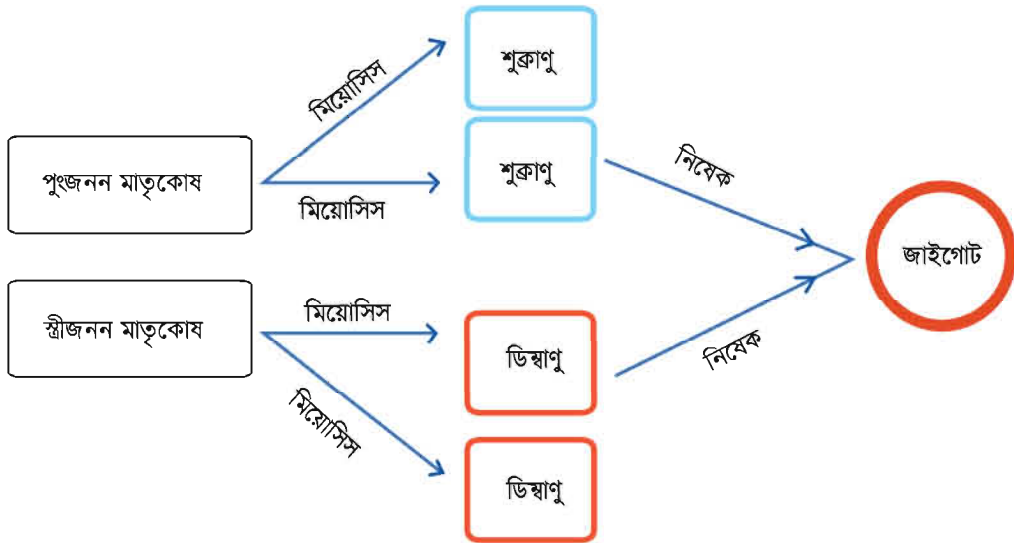 পুংজনন মাতৃকোষ
মিয়োসিস
মিয়োসিস
শুক্রাণু
শুক্রাণু
নিষেক
স্ত্রীজনন মাতৃকোষ
মিয়োসিস
মিয়োসিস
ডিম্বাণু
ডিম্বাণু
নিষেক
জাইগোট